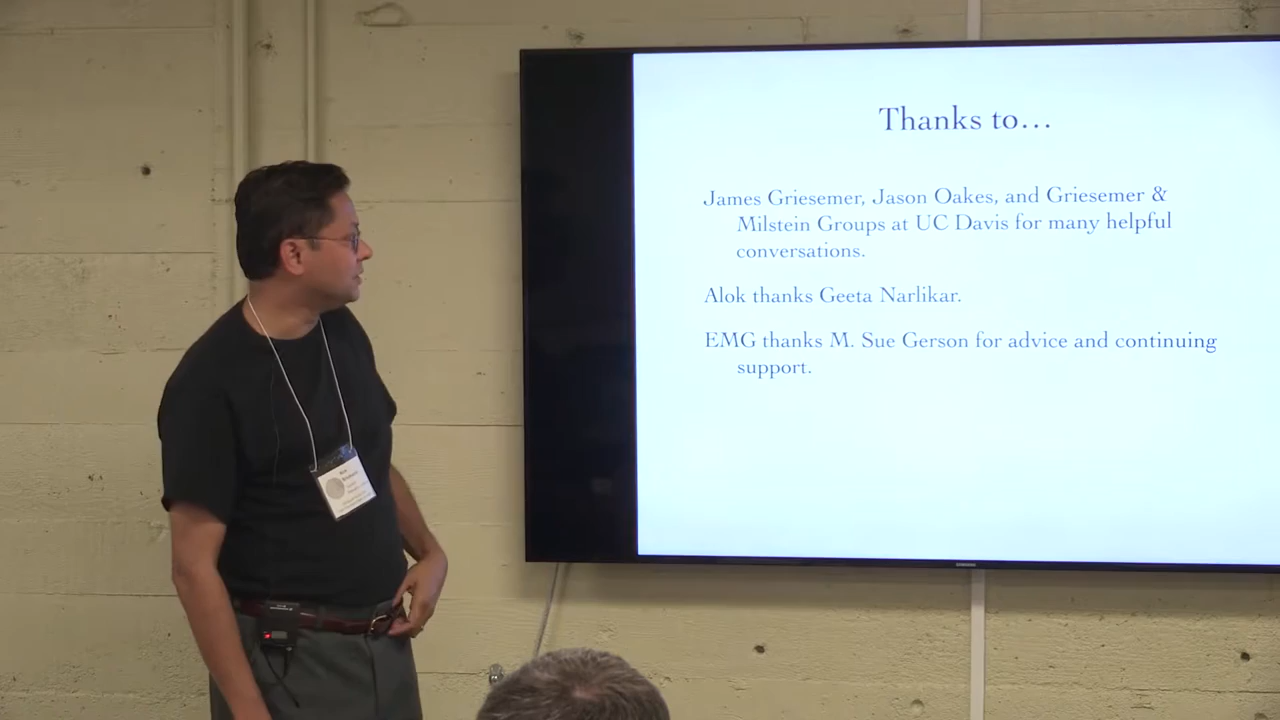 Thanks to...
James Griesemer, Jason Oakes, and Griesemer &
Milstein Groups at UC Davis for many helpful
conversations.
Alok thanks Geeta Narlikar.
EMG thanks M. Sue Gerson for advice and continuing
support.
SAMSUNG